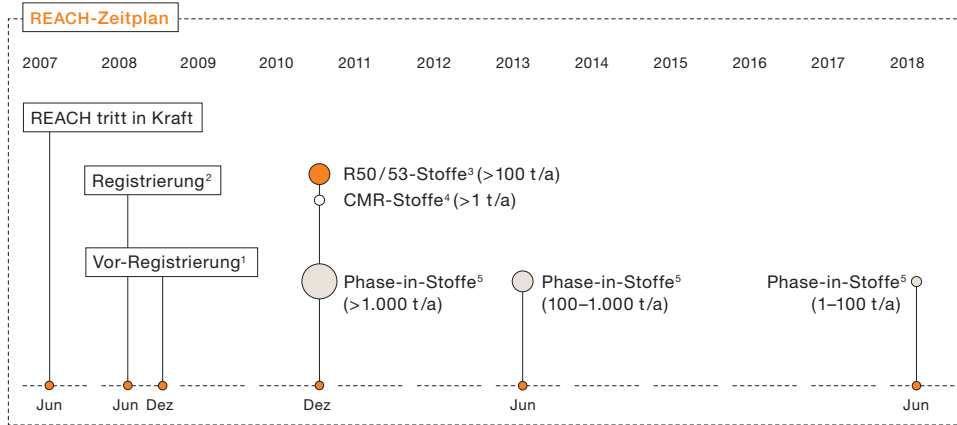 REACH-Zeitplan
2007 2008 2009 2010 2011 2012 2013 2014 2015 2016 2017 2018
REACH tritt in Kraft
R50/53-Stoffe³ (>100 t/a)
Registrierung²
CMR-Stoffe⁴ (>1 t/a)
Vor-Registrierung¹
Phase-in-Stoffe⁵
(>1.000 t/a)
Phase-in-Stoffe⁵
(100–1.000 t/a)
Phase-in-Stoffe⁵
(1–100 t/a)
Jun Jun Dez Dez Jun Jun